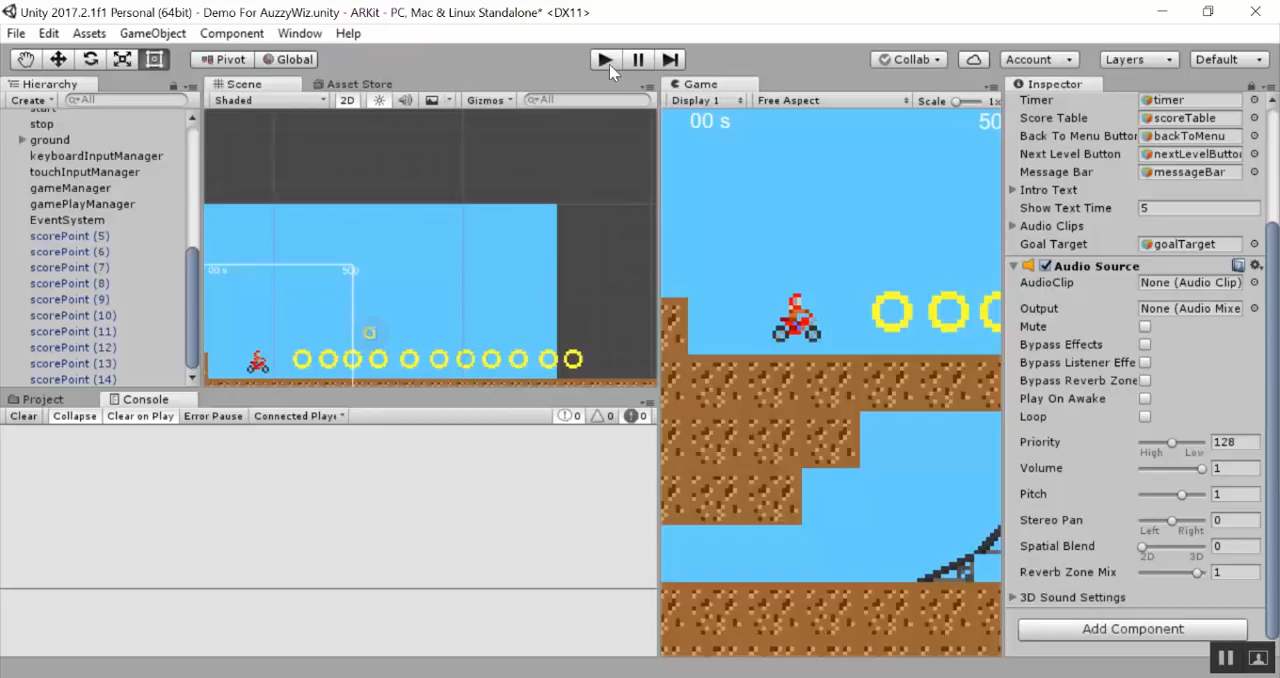 Unity 2017.2.1f1 Personal (64bit) - Demo For AuzzyWiz.unity - ARKit - PC, Mac & Linux Standalone* <DX11>
File Edit Assets GameObject Component Window Help
Pivot Global Collab Account Layers Default
Hierarchy
Create All
stop
ground
keyboardInputManager
touchInputManager
gameManager
gamePlayManager
EventSystem
scorePoint (5)
scorePoint (6)
scorePoint (7)
scorePoint (8)
scorePoint (9)
scorePoint (10)
scorePoint (11)
scorePoint (12)
scorePoint (13)
scorePoint (14)
Scene Asset Store
Shaded 2D Gizmos All
00 s 500
Game
Display 1 Free Aspect Scale 1x
00 s 50
Project Console
Clear Collapse Clear on Play Error Pause Connected Playe 0 0 0
Inspector
Timer timer
Score Table scoreTable
Back To Menu Button backToMenu
Next Level Button nextLevelButto
Message Bar messageBar
Intro Text
Show Text Time 5
Audio Clips
Goal Target goalTarget
Audio Source
AudioClip None (Audio Clip)
Output None (Audio Mixe
Mute
Bypass Effects
Bypass Listener Effe
Bypass Reverb Zone
Play On Awake
Loop
Priority 128
High Low
Volume 1
Pitch 1
Stereo Pan 0
Left Right
Spatial Blend 0
2D 3D
Reverb Zone Mix 1
3D Sound Settings
Add Component